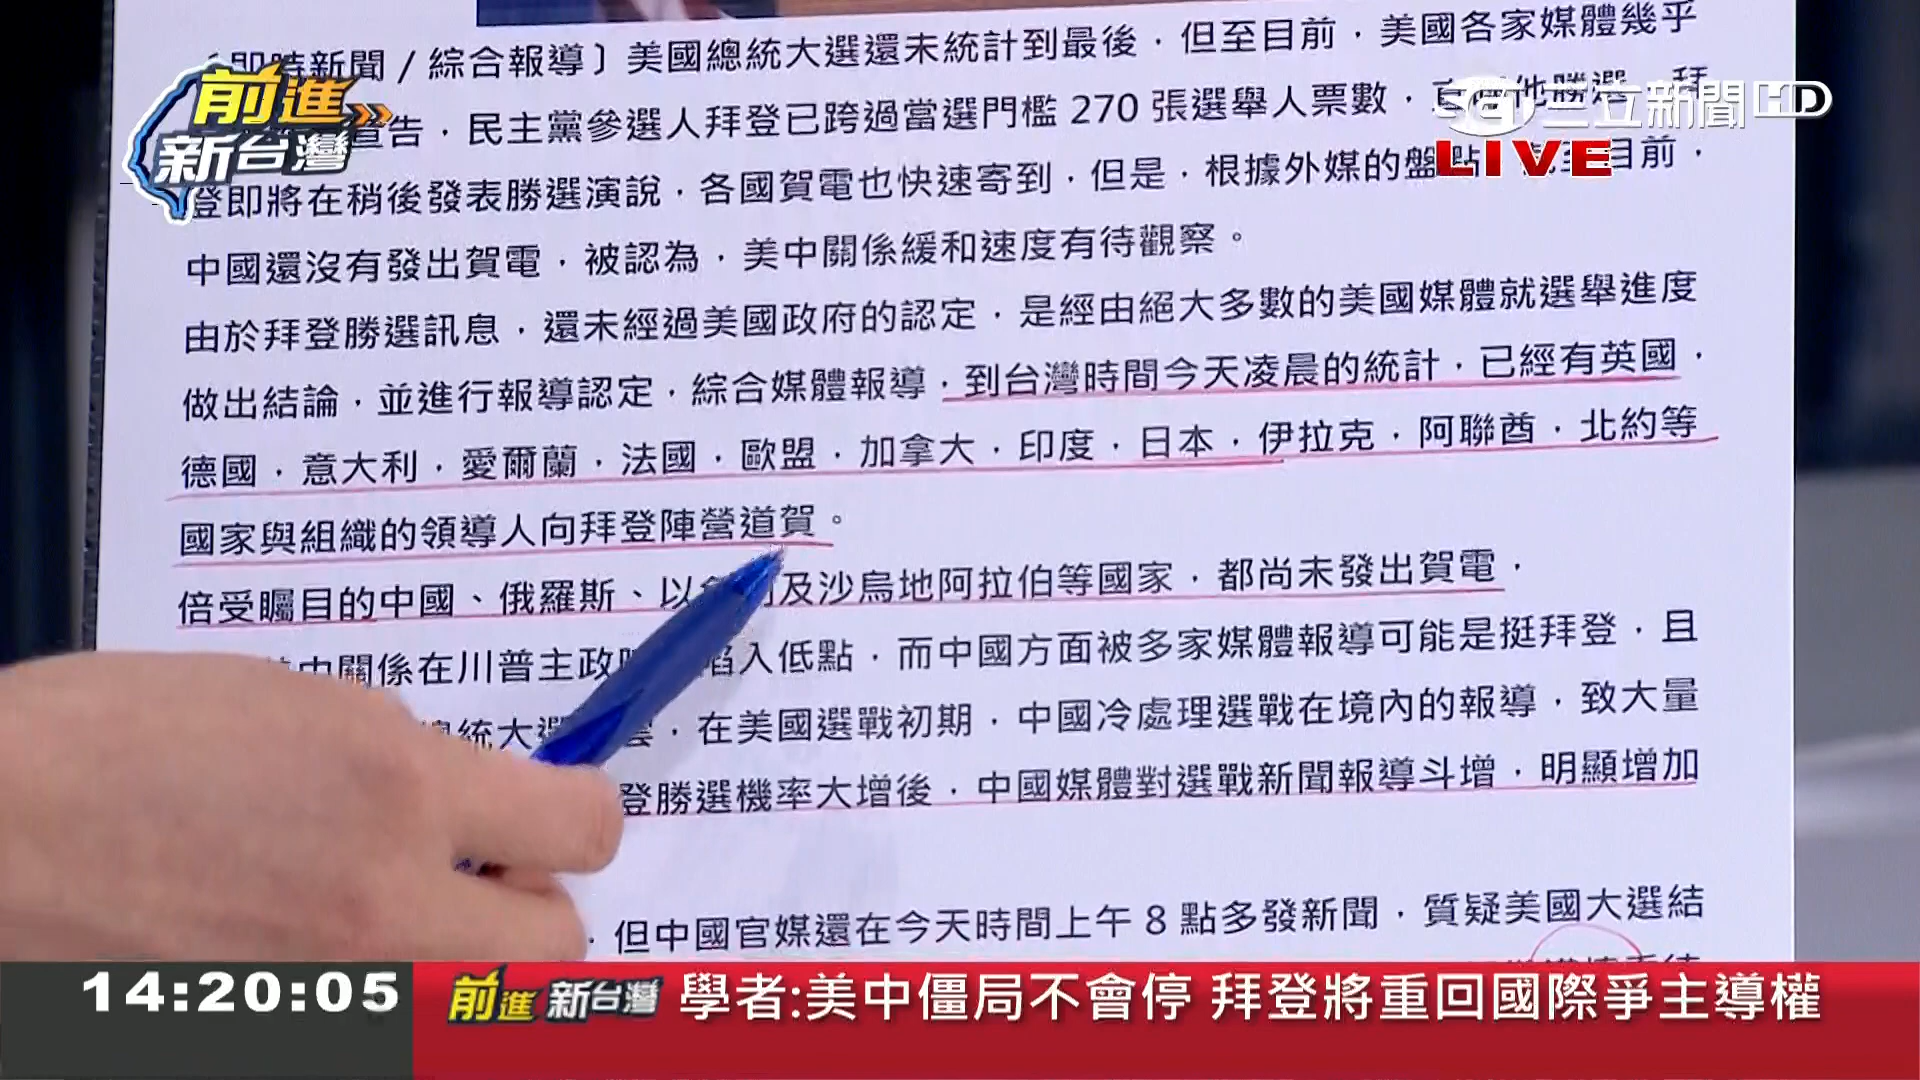 即時新聞/綜合報導〕美國總統大選還未統計到最後,但至目前,美國各家媒體幾乎
宣告,民主黨參選人拜登已跨過當選門檻270張選舉人票數,他勝選,拜
登即將在稍後發表勝選演說,各國賀電也快速寄到,但是,根據外媒的盤點,目前,
中國還沒有發出賀電,被認為,美中關係緩和速度有待觀察。
由於拜登勝選訊息,還未經過美國政府的認定,是經由絕大多數的美國媒體就選舉進度
做出結論,並進行報導認定,綜合媒體報導,到台灣時間今天凌晨的統計,已經有英國,
德國,意大利,愛爾蘭,法國,歐盟,加拿大,印度,日本,伊拉克,阿聯酋,北約等
國家與組織的領導人向拜登陣營道賀。
倍受矚目的中國、俄羅斯、以及沙烏地阿拉伯等國家,都尚未發出賀電,
中關係在川普主政陷入低點,而中國方面被多家媒體報導可能是挺拜登,且
總統大選,在美國選戰初期,中國冷處理選戰在境內的報導,致大量
登勝選機率大增後,中國媒體對選戰新聞報導斗增,明顯增加
,但中國官媒還在今天時間上午8點多發新聞,質疑美國大選結
前進
新台灣
SET三立新聞HD
LIVE
14:20:05
前進新台灣
學者:美中僵局不會停 拜登將重回國際爭主導權